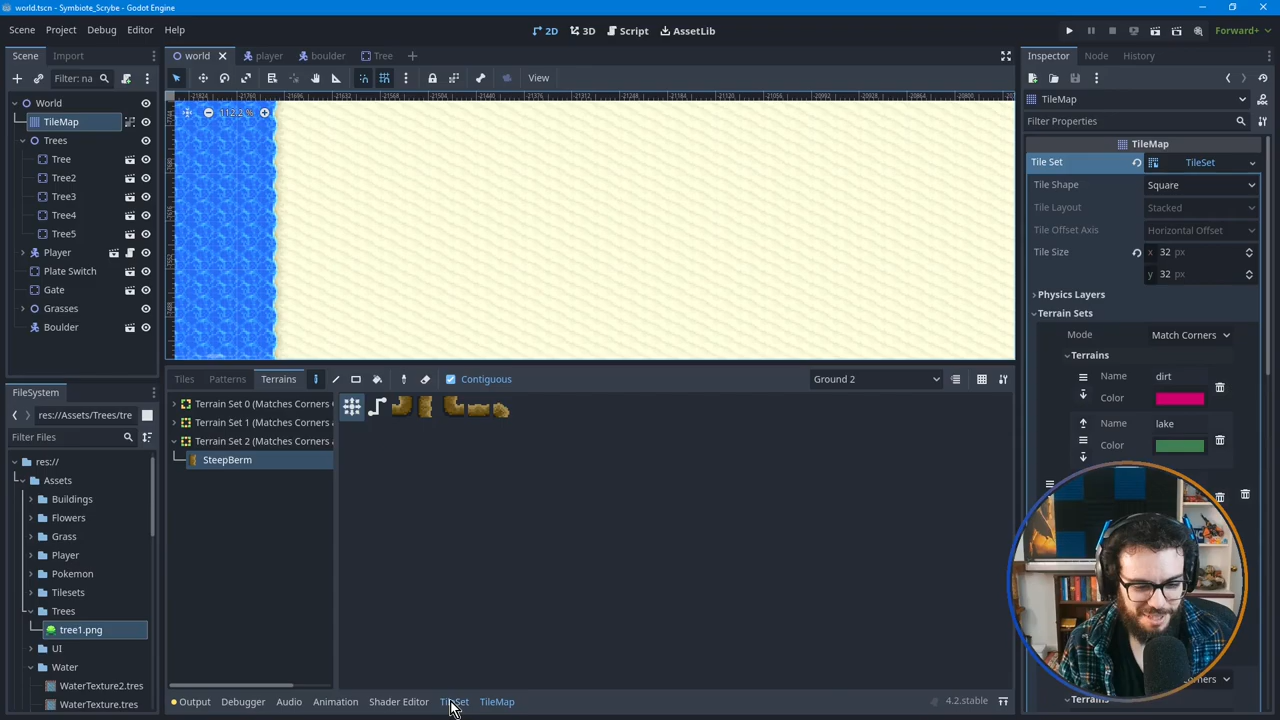 world.tscn - Symbiote_Scrybe - Godot Engine
Scene Project Debug Editor Help
2D 3D Script AssetLib
Forward+
Scene Import
world player boulder Tree
Inspector Node History
Filter: na
View
World
TileMap
Trees
Tree
Tree2
Tree3
Tree4
Tree5
Player
Plate Switch
Gate
Grasses
Boulder
112.2 %
TileMap
Filter Properties
TileMap
Tile Set TileSet
Tile Shape Square
Tile Layout Stacked
Tile Offset Axis Horizontal Offset
Tile Size x 32 px
y 32 px
Physics Layers
Terrain Sets
Mode Match Corners
Terrains
Name dirt
Color
Name lake
Color
Tiles Patterns Terrains
Contiguous
Ground 2
Terrain Set 0 (Matches Corners
Terrain Set 1 (Matches Corners a
Terrain Set 2 (Matches Corners a
SteepBerm
FileSystem
res://Assets/Trees/tre
Filter Files
res://
Assets
Buildings
Flowers
Grass
Player
Pokemon
Tilesets
Trees
tree1.png
UI
Water
WaterTexture2.tres
WaterTexture.tres
Output Debugger Audio Animation Shader Editor TileSet TileMap
4.2.stable
Terrains